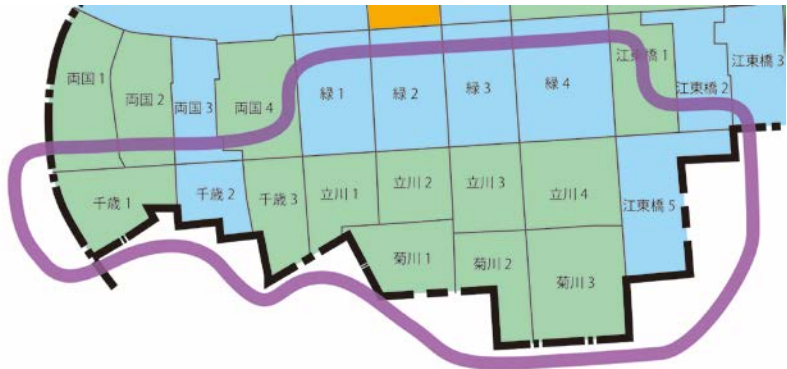 両国 1
両国 2
両国 3
両国 4
緑 1
緑 2
緑 3
緑 4
江東橋 1
江東橋 2
江東橋 3
千歳 1
千歳 2
千歳 3
立川 1
立川 2
立川 3
立川 4
江東橋 5
菊川 1
菊川 2
菊川 3